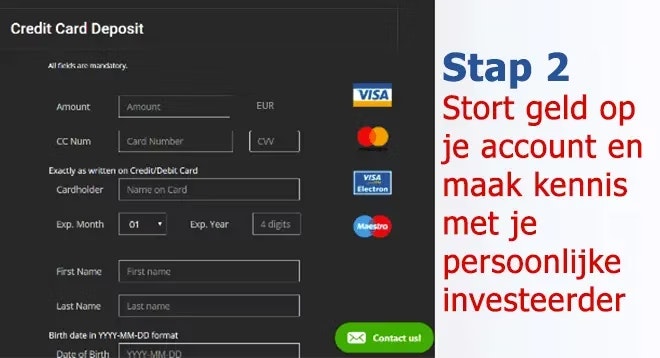 Credit Card Deposit
All fields are mandatory.
Amount Amount EUR
CC Num Card Number CVV
Exactly as written on Credit/Debit Card
Cardholder Name on Card
Exp. Month 01 Exp. Year 4 digits
First Name First name
Last Name Last name
Birth date in YYYY-MM-DD format
Date of Birth YYYY-MM-DD
VISA
VISA
Electron
Maestro
Contact us!
Stap 2
Stort geld op
je account en
maak kennis
met je
persoonlijke
investeerder